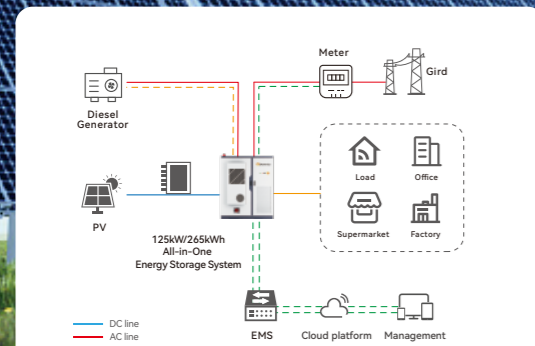 Meter
Gird
Diesel
Generator
Load
Office
PV
Supermarket
Factory
125kW/265kWh
All-in-One
Energy Storage System
DC line
AC line
EMS
Cloud platform
Management